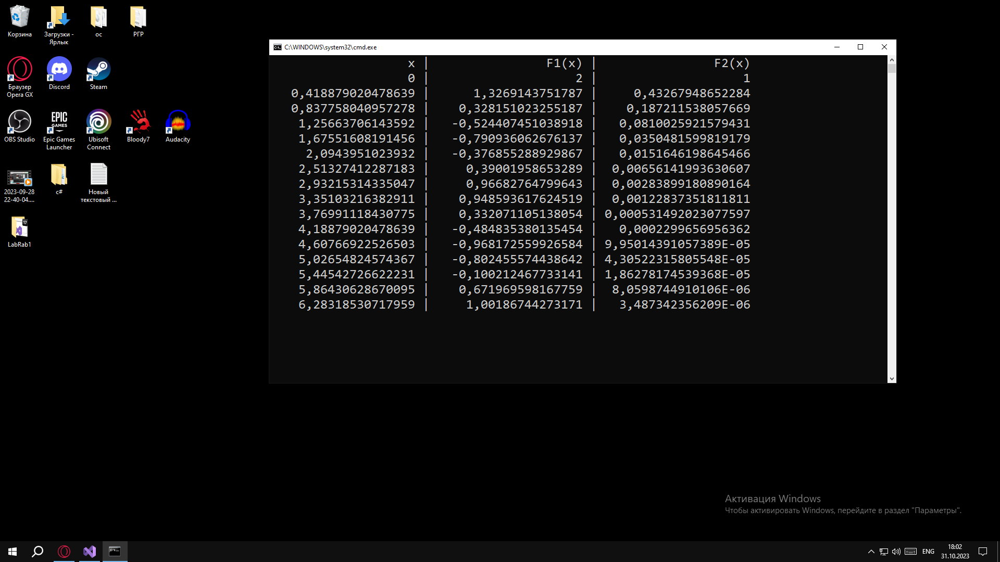 Корзина
Загрузки -
Ярлык
ос
РГР
Браузер
Opera GX
Discord
Steam
OBS Studio
EPIC
GAMES
Epic Games
Launcher
Ubisoft
Connect
Bloody7
Audacity
2023-09-28
22-40-04....
c#
Новый
текстовый ...
17
LabRab1
C:\WINDOWS\system32\cmd.exe
x | F1(x) | F2(x)
0 | 2 | 1
0,418879020478639 | 1,3269143751787 | 0,43267948652284
0,837758040957278 | 0,328151023255187 | 0,187211538057669
1,25663706143592 | -0,524407451038918 | 0,0810025921579431
1,67551608191456 | -0,790936062676137 | 0,0350481599819179
2,0943951023932 | -0,376855288929867 | 0,0151646198645466
2,51327412287183 | 0,39001958653289 | 0,00656141993630607
2,93215314335047 | 0,96682764799643 | 0,00283899180890164
3,35103216382911 | 0,948593617624519 | 0,00122837351811811
3,76991118430775 | 0,332071105138054 | 0,000531492023077597
4,18879020478639 | -0,484835380135454 | 0,0002299656956362
4,60766922526503 | -0,968172559926584 | 9,95014391057389E-05
5,02654824574367 | -0,802455574438642 | 4,30522315805548E-05
5,44542726622231 | -0,100212467733141 | 1,86278174539368E-05
5,86430628670095 | 0,671969598167759 | 8,0598744910106E-06
6,28318530717959 | 1,00186744273171 | 3,487342356209E-06
Активация Windows
Чтобы активировать Windows, перейдите в раздел "Параметры".
ENG
18:02
31.10.2023